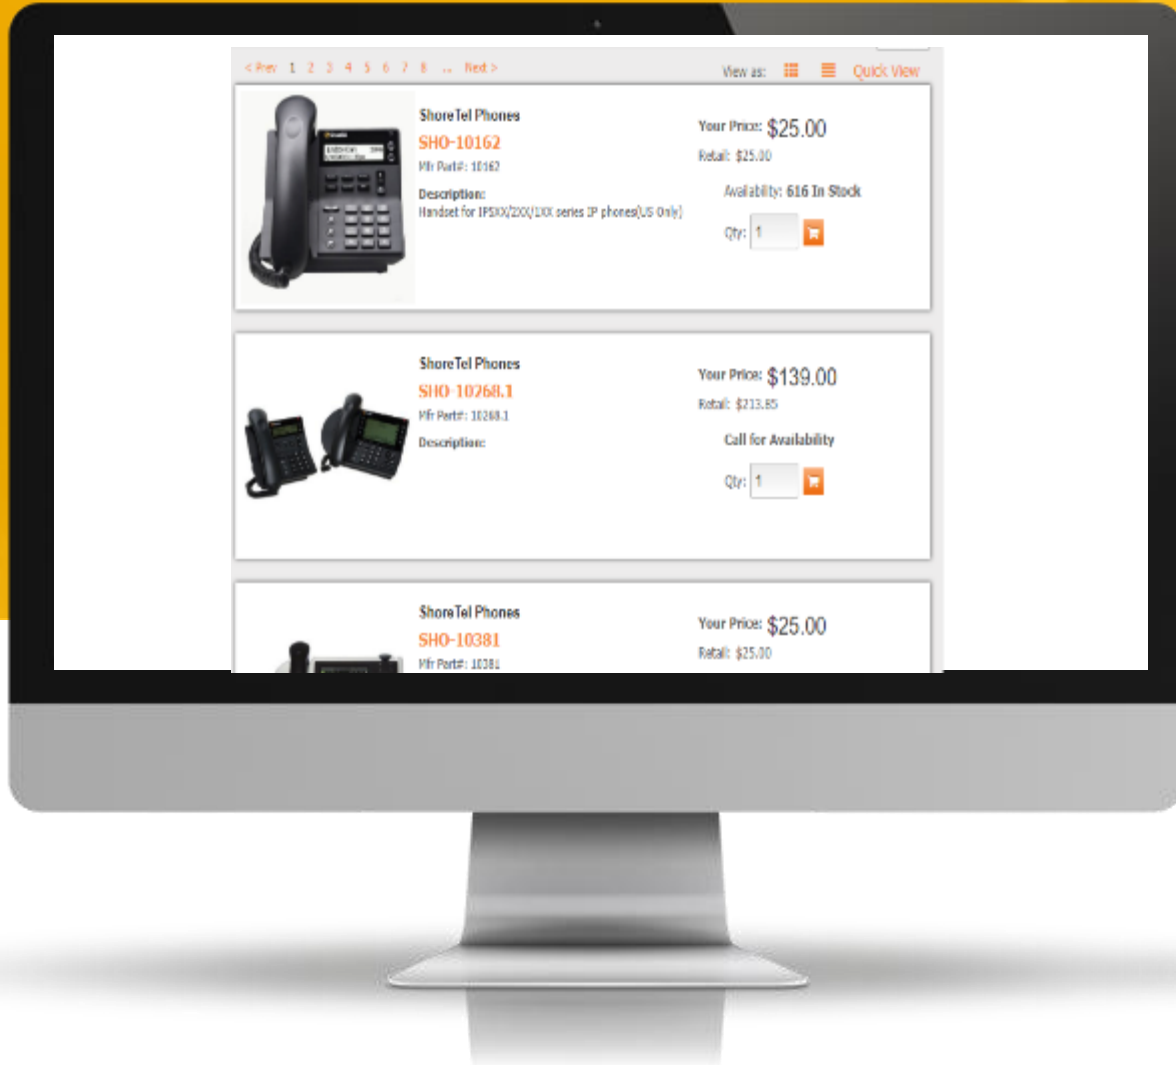 < Prev 1 2 3 4 5 6 7 8 ... Next >
View as: Quick View
ShoreTel Phones
SHO-10162
Mfr Part#: 10162
Description:
Handset for IP5XX/2XX/1XX series IP phones(US Only)
Your Price: $25.00
Retail: $25.00
Availability: 616 In Stock
Qty: 1
ShoreTel Phones
SHO-10268.1
Mfr Part#: 10268.1
Description:
Your Price: $139.00
Retail: $213.85
Call for Availability
Qty: 1
ShoreTel Phones
SHO-10381
Mfr Part#: 10381
Your Price: $25.00
Retail: $25.00